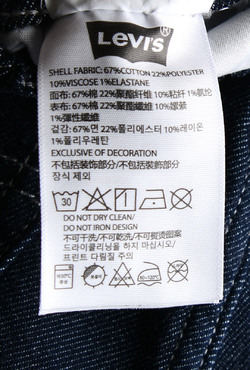 Levi's
SHELL FABRIC: 67%COTTON 22%POLYESTER
10%VISCOSE 1%ELASTANE
面布: 67%棉 22%聚酯纤维 10%粘纤 1%氨纶
表布: 67%棉 22%聚酯纖維 10%嫘縈
1%彈性纖維
겉감: 67%면 22%폴리에스터 10%레이온
1%폴리우레탄
EXCLUSIVE OF DECORATION
不包括装饰部分/不包括裝飾部分
장식 제외
30
DO NOT DRY CLEAN/
DO NOT IRON DESIGN
不可干洗/不可乾洗/不可熨烫图案
드라이클리닝을 하지 마십시오/
프린트 다림질 주의